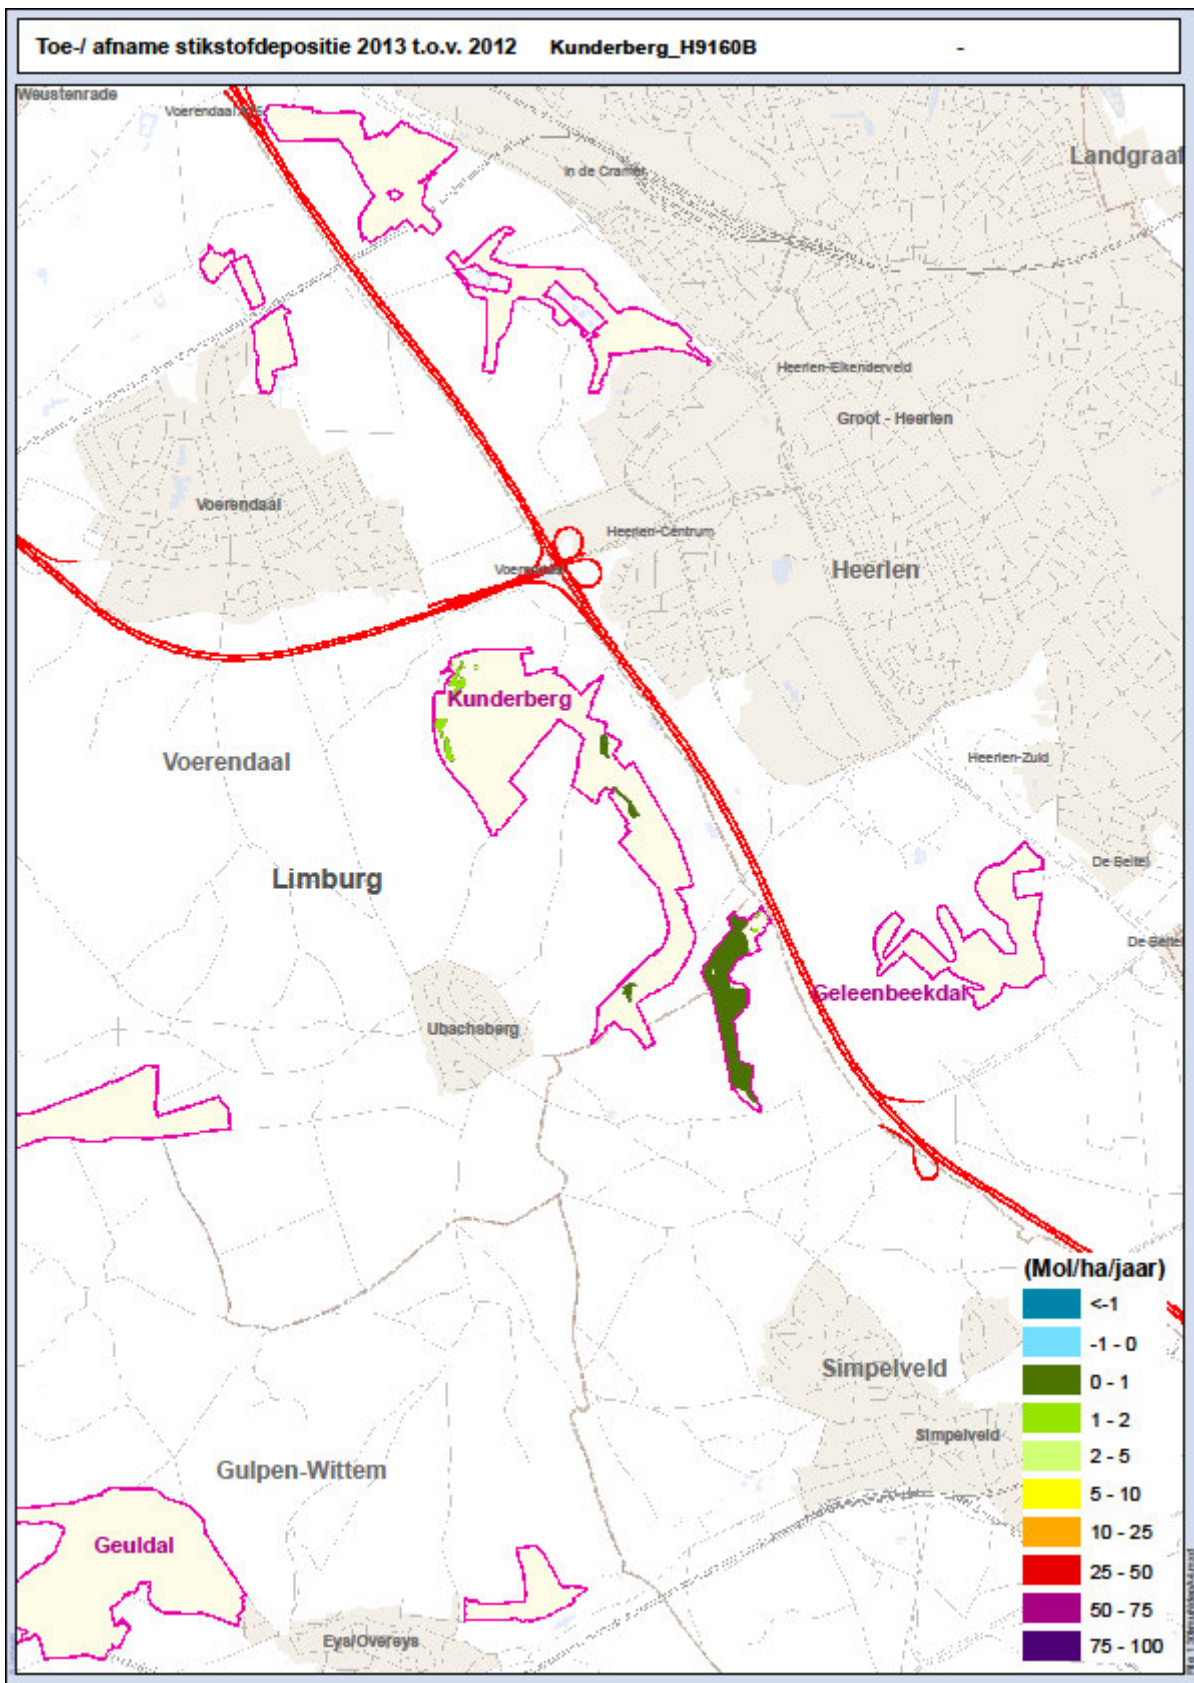 Toe-/ afname stikstofdepositie 2013 t.o.v. 2012 Kunderberg_H9160B -
Weustenrade
Voerendaal
In de Cramer
Landgraaf
Heerlen-Eikenderveld
Groot - Heerlen
Voerendaal
Heerlen-Centrum
Heerlen
Kunderberg
Voerendaal
Heerlen-Zuid
Limburg
De Beitel
De Beitel
Geleenbeekdal
Ubachsberg
(Mol/ha/jaar)
<-1
-1 - 0
0 - 1
1 - 2
2 - 5
5 - 10
10 - 25
25 - 50
50 - 75
75 - 100
Simpelveld
Simpelveld
Gulpen-Wittem
Geuldal
Eys/Overeys